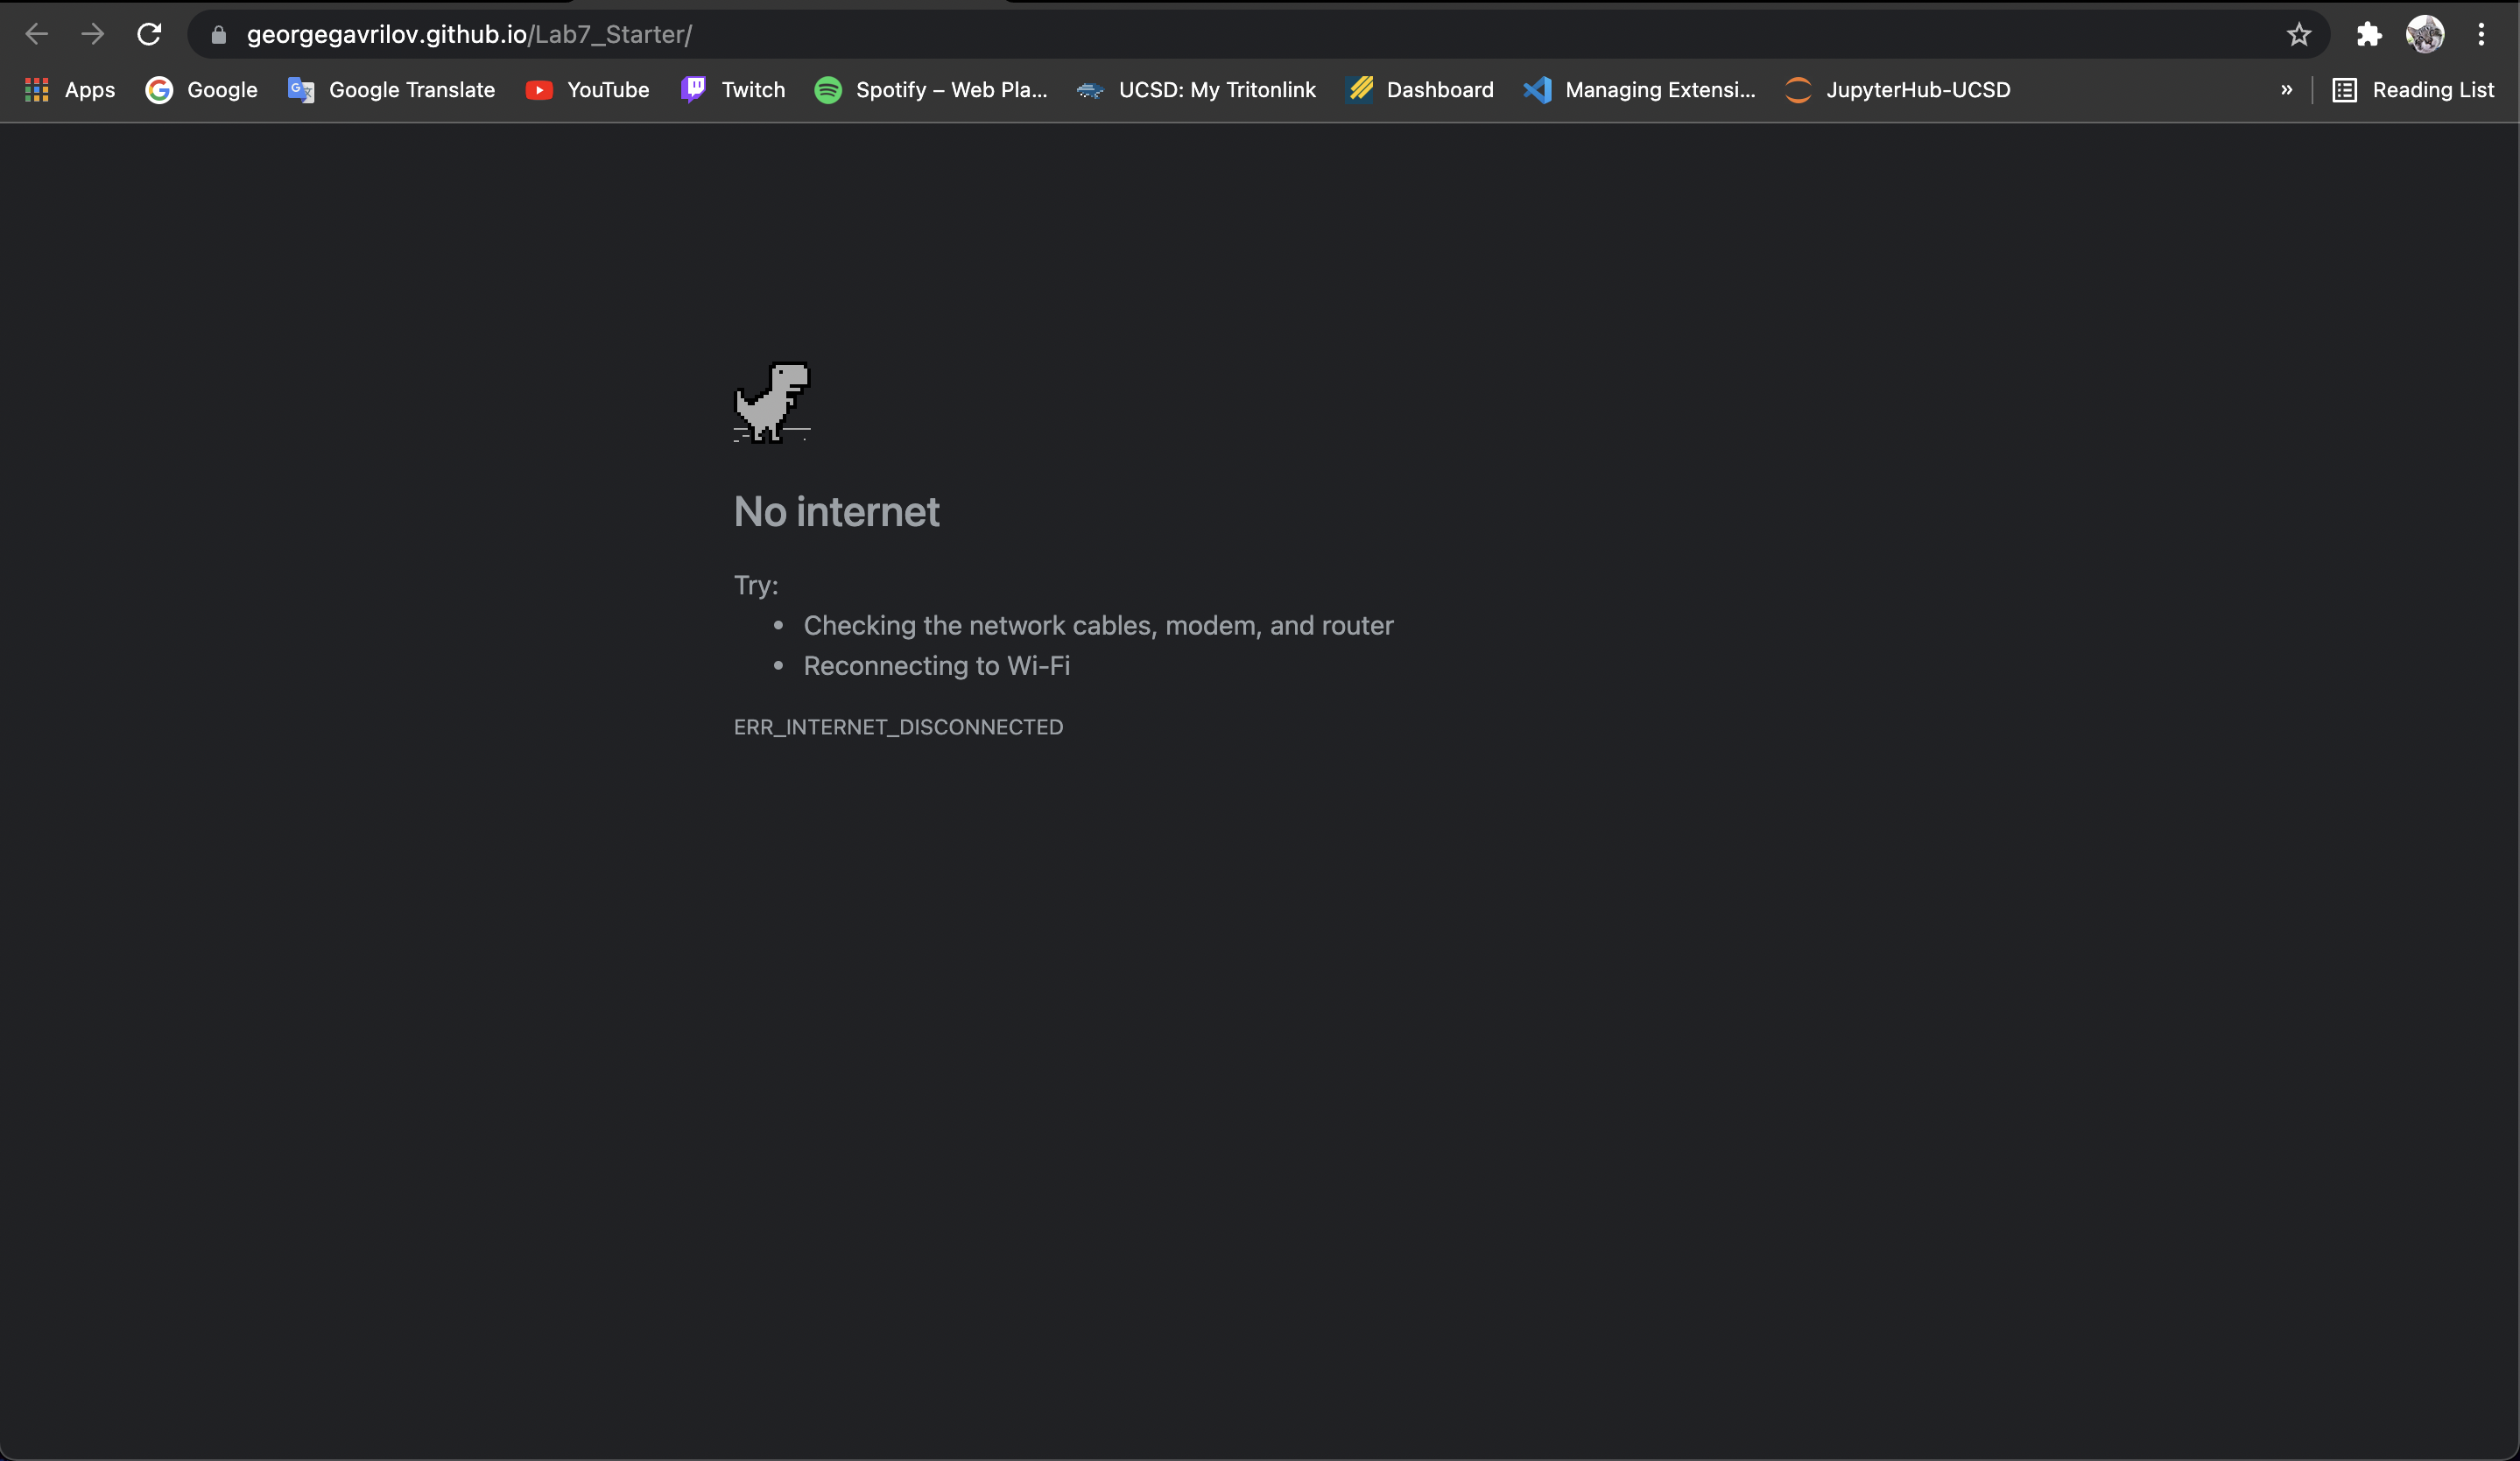 georgegavrilov.github.io/Lab7_Starter/
Apps Google Google Translate YouTube Twitch Spotify – Web Pla... UCSD: My Tritonlink Dashboard Managing Extensi... JupyterHub-UCSD » Reading List
No internet
Try:
• Checking the network cables, modem, and router
• Reconnecting to Wi-Fi
ERR_INTERNET_DISCONNECTED